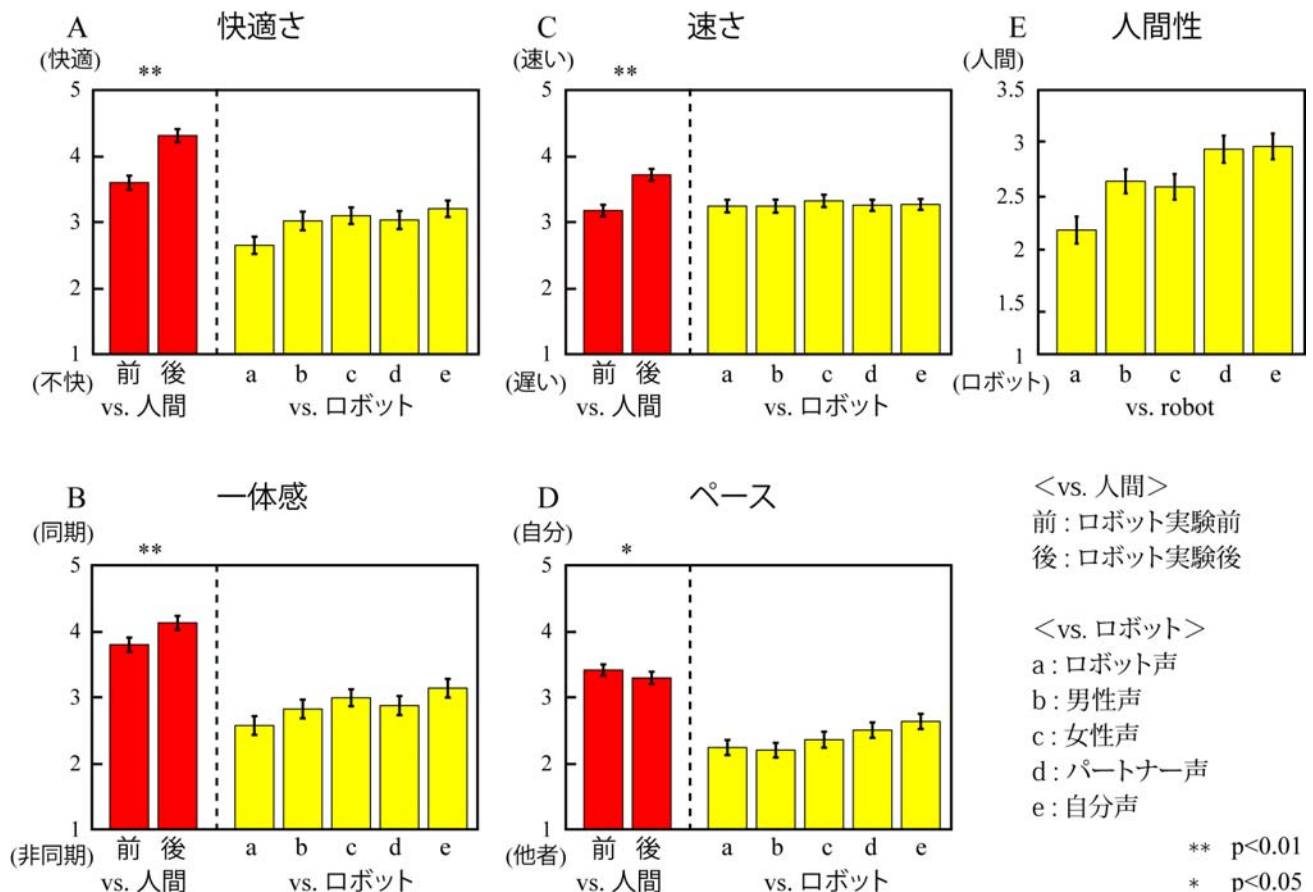 A 快適さ
(快適)
**
5
4
3
2
1
(不快)
前 後 a b c d e
vs. 人間 vs. ロボット
C 速さ
(速い)
**
5
4
3
2
1
(遅い)
前 後 a b c d e
vs. 人間 vs. ロボット
E 人間性
(人間)
3.5
3
2.5
2
1.5
1
(ロボット)
a b c d e
vs. robot
B 一体感
(同期)
**
5
4
3
2
1
(非同期)
前 後 a b c d e
vs. 人間 vs. ロボット
D ペース
(自分)
*
5
4
3
2
1
(他者)
前 後 a b c d e
vs. 人間 vs. ロボット
＜vs. 人間＞
前 : ロボット実験前
後 : ロボット実験後
＜vs. ロボット＞
a : ロボット声
b : 男性声
c : 女性声
d : パートナー声
e : 自分声
** p<0.01
* p<0.05